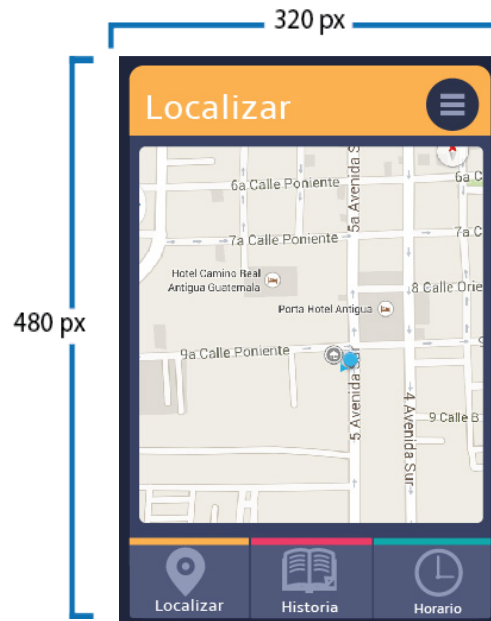 320 px
480 px
Localizar
6a Calle Poniente
5a Avenida S
6a C
7a Calle Poniente
7a C
Hotel Camino Real
Antigua Guatemala
8 Calle Orie
Porta Hotel Antigua
9a Calle Poniente
5 Avenida Sur
4 Avenida Sur
9 Calle B
Localizar
Historia
Horario